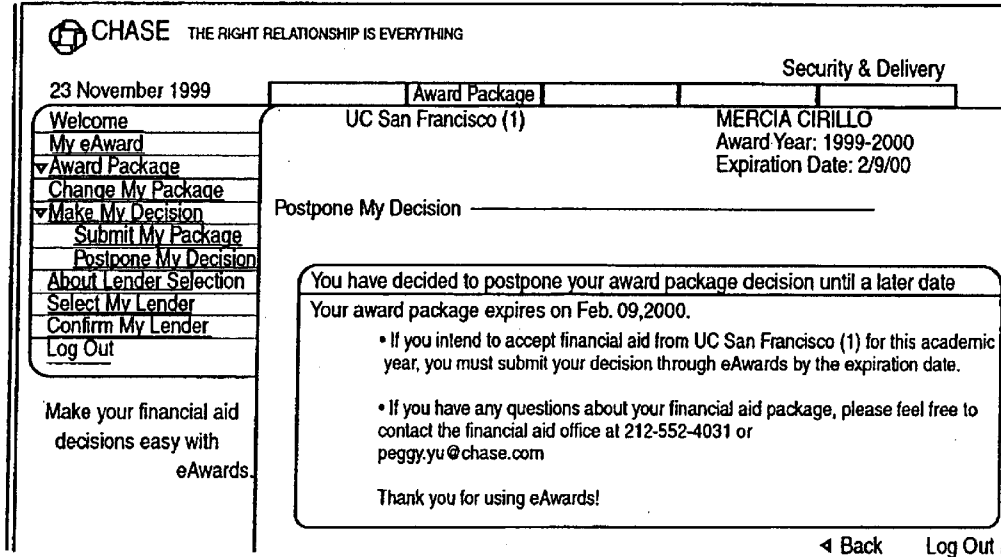 CHASE THE RIGHT RELATIONSHIP IS EVERYTHING
Security & Delivery
23 November 1999
Award Package
Welcome
My eAward
Award Package
Change My Package
Make My Decision
Submit My Package
Postpone My Decision
About Lender Selection
Select My Lender
Confirm My Lender
Log Out
Make your financial aid
decisions easy with
eAwards.
UC San Francisco (1)
MERCIA CIRILLO
Award Year: 1999-2000
Expiration Date: 2/9/00
Postpone My Decision
You have decided to postpone your award package decision until a later date
Your award package expires on Feb. 09,2000.
• If you intend to accept financial aid from UC San Francisco (1) for this academic
year, you must submit your decision through eAwards by the expiration date.
• If you have any questions about your financial aid package, please feel free to
contact the financial aid office at 212-552-4031 or
peggy.yu@chase.com
Thank you for using eAwards!
Back Log Out